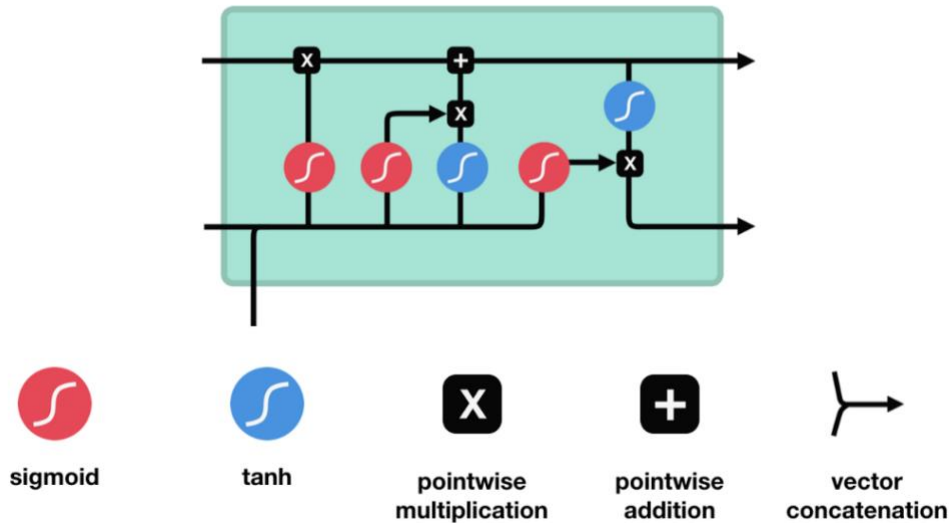 X
+
X
X
X
+
sigmoid
tanh
pointwise
multiplication
pointwise
addition
vector
concatenation